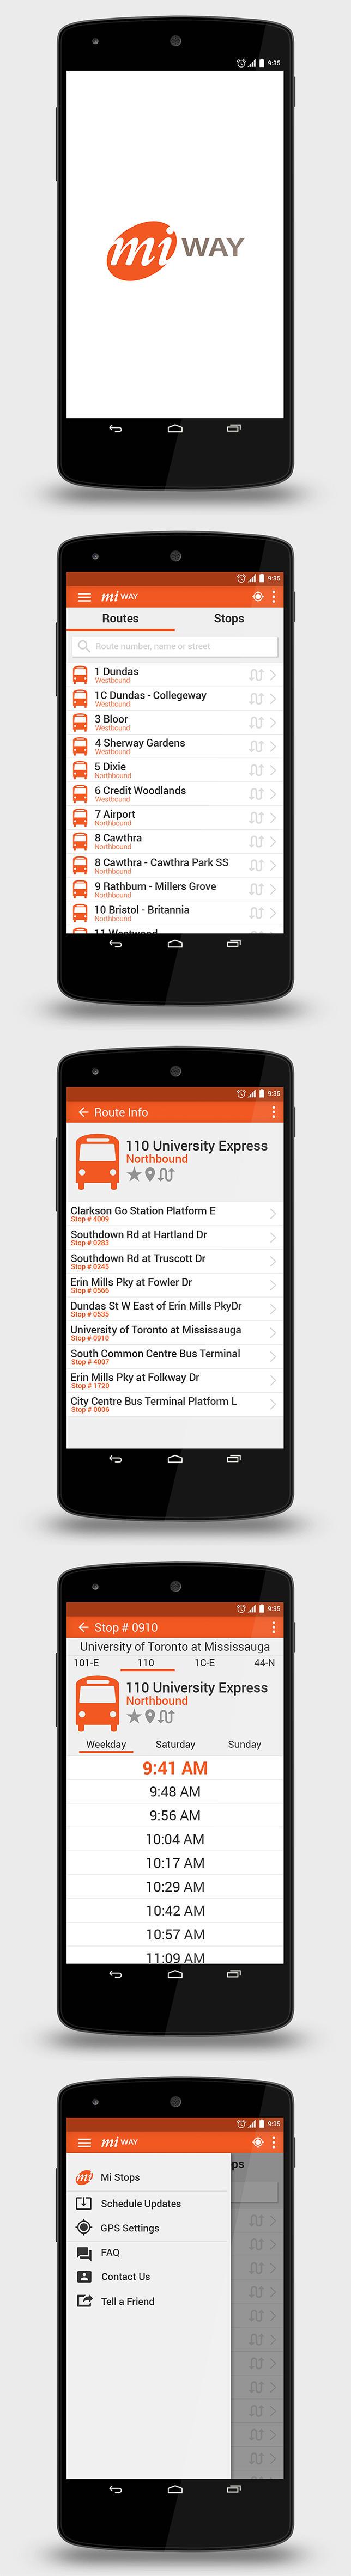 9:35
mi WAY
9:35
mi WAY
Routes Stops
Route number, name or street
1 Dundas
Westbound
1C Dundas - Collegeway
Westbound
3 Bloor
Westbound
4 Sherway Gardens
Westbound
5 Dixie
Northbound
6 Credit Woodlands
Westbound
7 Airport
Northbound
8 Cawthra
Northbound
8 Cawthra - Cawthra Park SS
Northbound
9 Rathburn - Millers Grove
Northbound
10 Bristol - Britannia
Northbound
11 Westwood
9:35
Route Info
110 University Express
Northbound
Clarkson Go Station Platform E
Stop # 4009
Southdown Rd at Hartland Dr
Stop # 0283
Southdown Rd at Truscott Dr
Stop # 0245
Erin Mills Pky at Fowler Dr
Stop # 0566
Dundas St W East of Erin Mills PkyDr
Stop # 0535
University of Toronto at Missisauga
Stop # 0910
South Common Centre Bus Terminal
Stop # 4007
Erin Mills Pky at Folkway Dr
Stop # 1720
City Centre Bus Terminal Platform L
Stop # 0006
9:35
Stop # 0910
University of Toronto at Missisauga
101-E 110 1C-E 44-N
110 University Express
Northbound
Weekday Saturday Sunday
9:41 AM
9:48 AM
9:56 AM
10:04 AM
10:17 AM
10:29 AM
10:42 AM
10:57 AM
11:09 AM
9:35
mi WAY
ps
mi Mi Stops
Schedule Updates
GPS Settings
FAQ
Contact Us
Tell a Friend